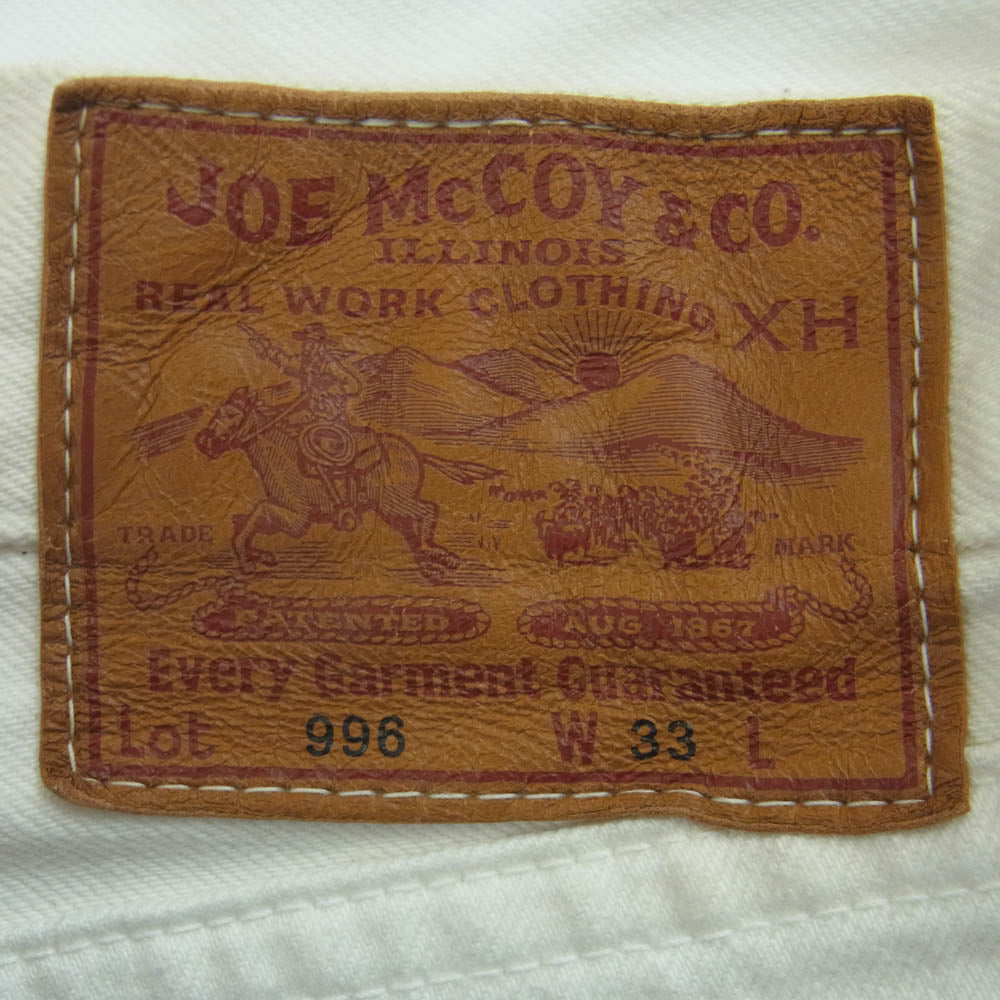 JOE McCOY & CO.
ILLINOIS
REAL WORK CLOTHING XH
TRADE MARK
PATENTED AUG. 1867
Every Garment Guaranteed
Lot 996 W 33 L